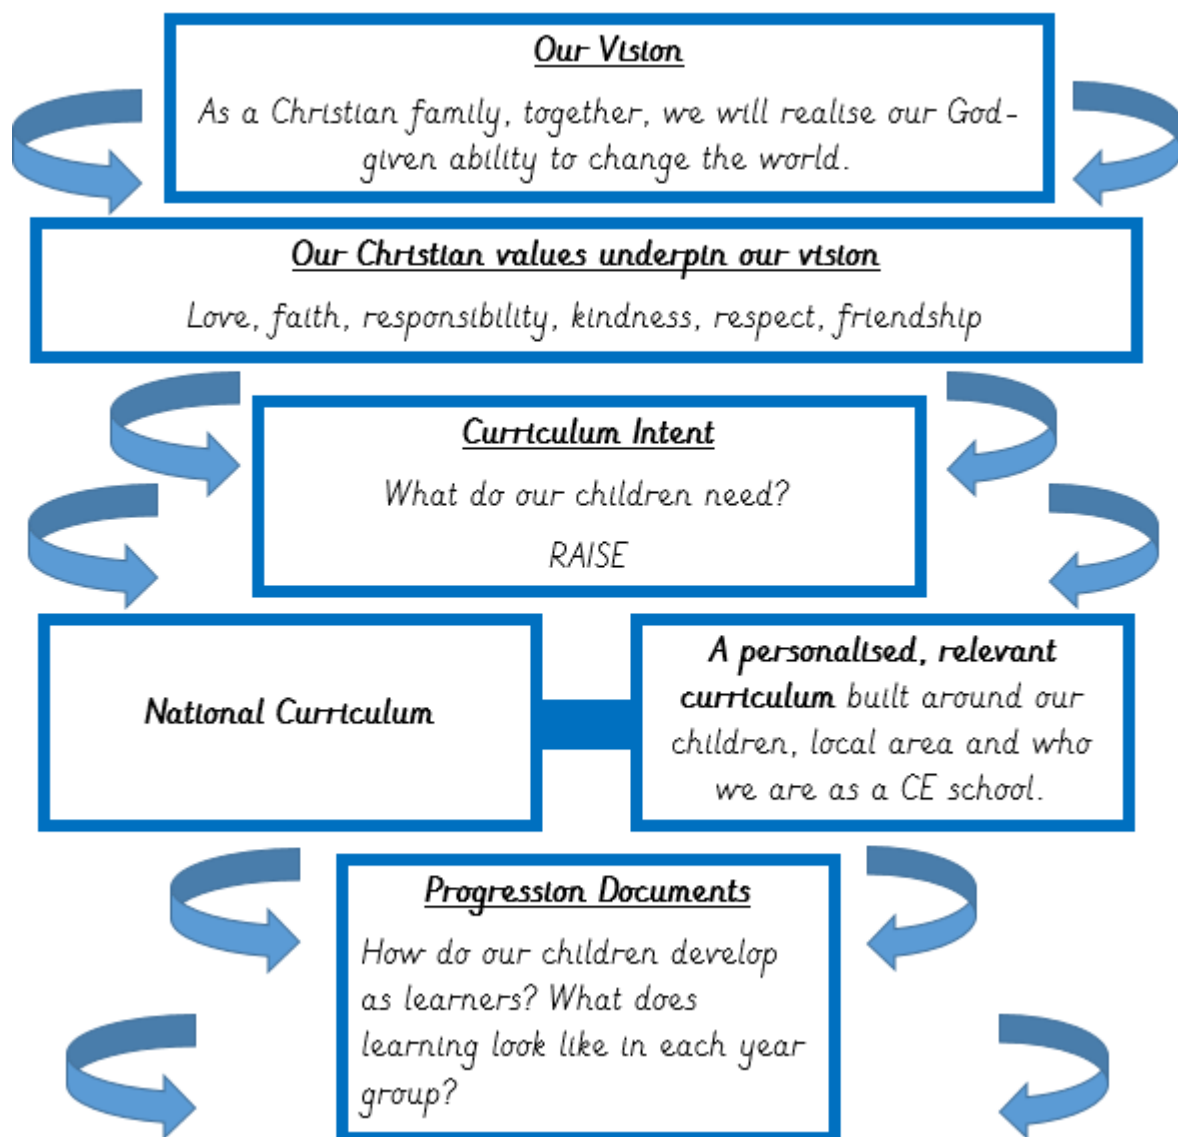 Our Vision
As a Christian family, together, we will realise our God-
given ability to change the world.
Our Christian values underpin our vision
Love, faith, responsibility, kindness, respect, friendship
Curriculum Intent
What do our children need?
RAISE
National Curriculum
A personalised, relevant
curriculum built around our
children, local area and who
we are as a CE school.
Progression Documents
How do our children develop
as learners? What does
learning look like in each year
group?